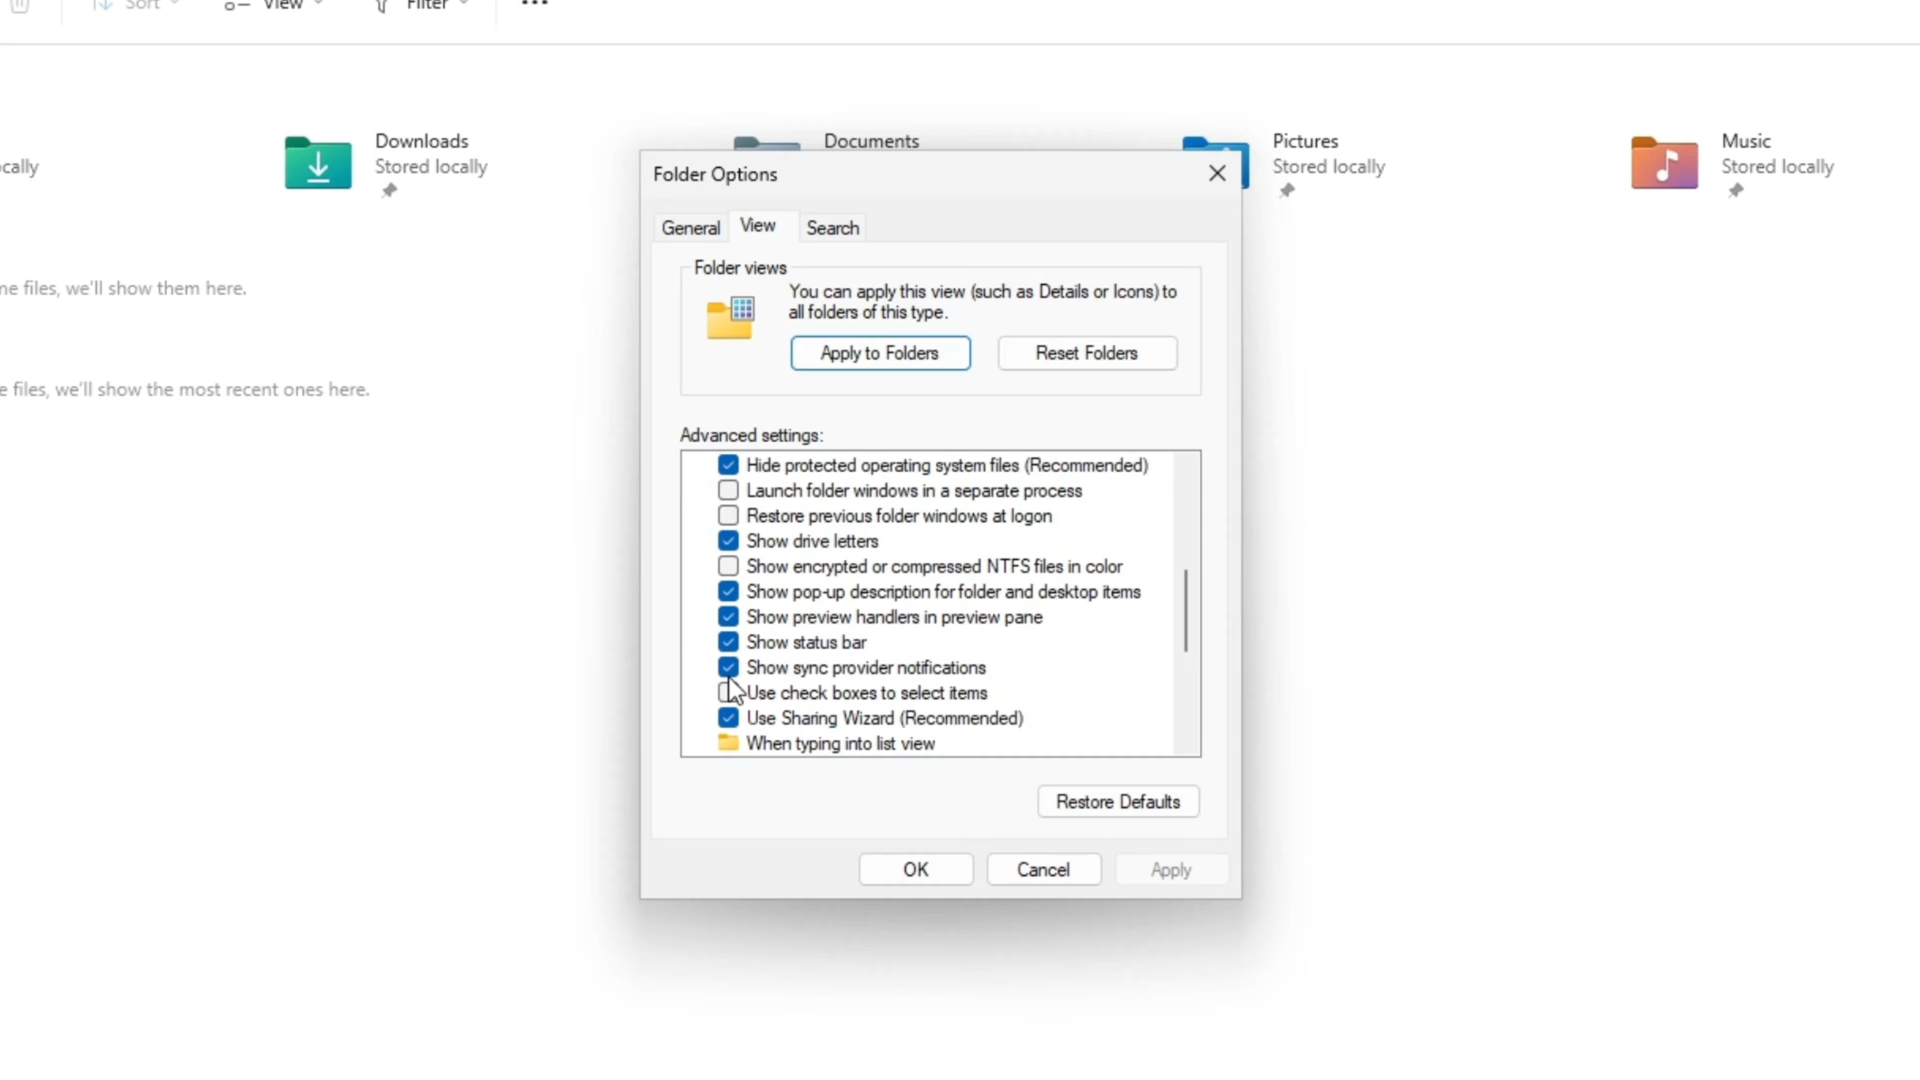 Sort
View
Filter
Downloads
Stored locally
Documents
Pictures
Stored locally
Music
Stored locally
cally
Folder Options
General
View
Search
Folder views
You can apply this view (such as Details or Icons) to
all folders of this type.
Apply to Folders
Reset Folders
ne files, we'll show them here.
e files, we'll show the most recent ones here.
Advanced settings:
Hide protected operating system files (Recommended)
Launch folder windows in a separate process
Restore previous folder windows at logon
Show drive letters
Show encrypted or compressed NTFS files in color
Show pop-up description for folder and desktop items
Show preview handlers in preview pane
Show status bar
Show sync provider notifications
Use check boxes to select items
Use Sharing Wizard (Recommended)
When typing into list view
Restore Defaults
OK
Cancel
Apply